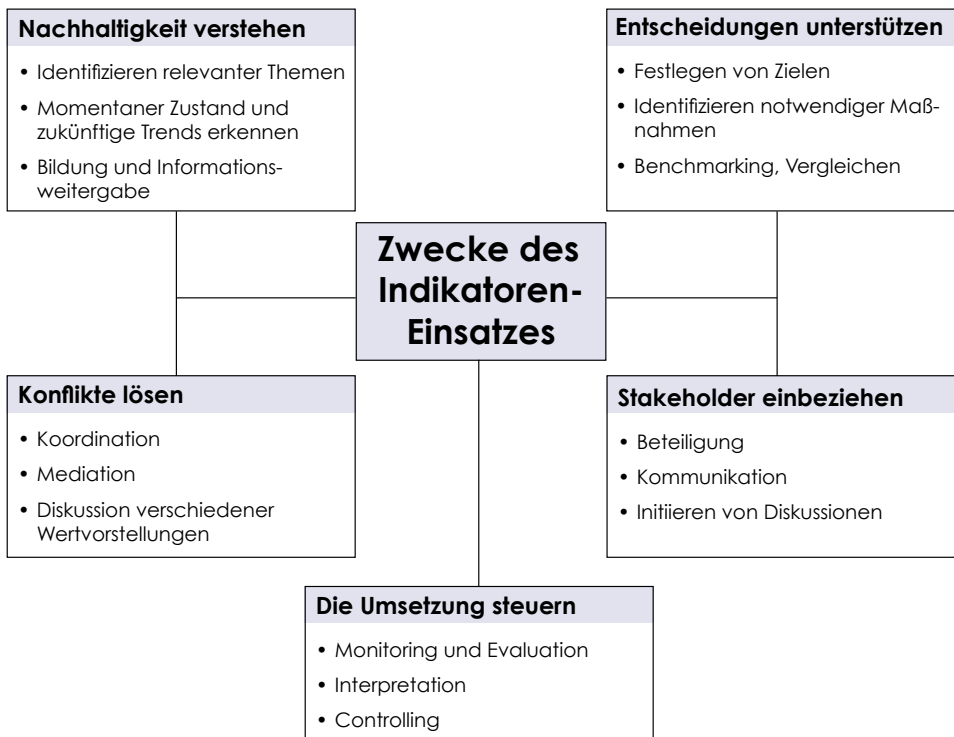 Nachhaltigkeit verstehen
• Identifizieren relevanter Themen
• Momentaner Zustand und
zukünftige Trends erkennen
• Bildung und Informations-
weitergabe
Entscheidungen unterstützen
• Festlegen von Zielen
• Identifizieren notwendiger Maß-
nahmen
• Benchmarking, Vergleichen
Zwecke des
Indikatoren-
Einsatzes
Konflikte lösen
• Koordination
• Mediation
• Diskussion verschiedener
Wertvorstellungen
Stakeholder einbeziehen
• Beteiligung
• Kommunikation
• Initiieren von Diskussionen
Die Umsetzung steuern
• Monitoring und Evaluation
• Interpretation
• Controlling